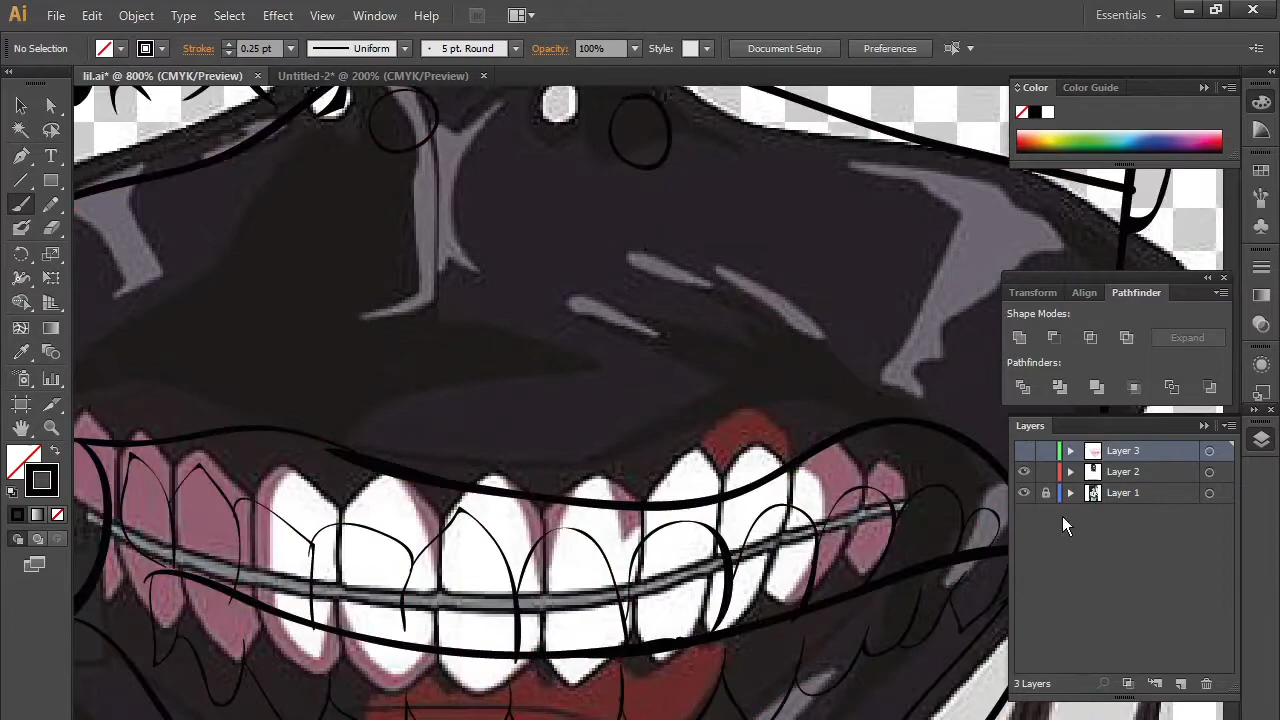 Ai File Edit Object Type Select Effect View Window Help Br Essentials
No Selection Stroke: 0.25 pt Uniform 5 pt. Round Opacity: 100% Style: Document Setup Preferences
lil.ai* @ 800% (CMYK/Preview) × Untitled-2* @ 200% (CMYK/Preview) ×
Color Color Guide
Transform Align Pathfinder
Shape Modes:
Expand
Pathfinders:
Layers
Layer 3
Layer 2
Layer 1
3 Layers